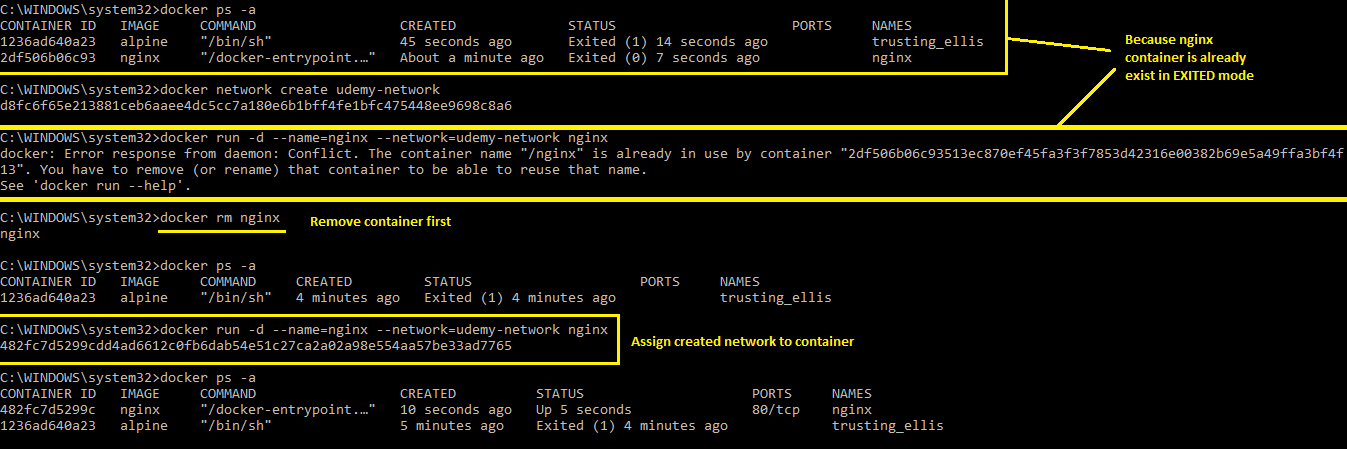 C:\WINDOWS\system32>docker ps -a
CONTAINER ID   IMAGE     COMMAND                  CREATED              STATUS                      PORTS     NAMES
1236ad640a23   alpine    "/bin/sh"                45 seconds ago       Exited (1) 14 seconds ago             trusting_ellis
2df506b06c93   nginx     "/docker-entrypoint.…"   About a minute ago   Exited (0) 7 seconds ago              nginx
Because nginx
container is already
exist in EXITED mode
C:\WINDOWS\system32>docker network create udemy-network
d8fc6f65e213881ceb6aaee4dc5cc7a180e6b1bff4fe1bfc475448ee9698c8a6
C:\WINDOWS\system32>docker run -d --name=nginx --network=udemy-network nginx
docker: Error response from daemon: Conflict. The container name "/nginx" is already in use by container "2df506b06c93513ec870ef45fa3f3f7853d42316e00382b69e5a49ffa3bf4f
13". You have to remove (or rename) that container to be able to reuse that name.
See 'docker run --help'.
C:\WINDOWS\system32>docker rm nginx
Remove container first
nginx
C:\WINDOWS\system32>docker ps -a
CONTAINER ID   IMAGE     COMMAND     CREATED         STATUS                     PORTS     NAMES
1236ad640a23   alpine    "/bin/sh"   4 minutes ago   Exited (1) 4 minutes ago             trusting_ellis
C:\WINDOWS\system32>docker run -d --name=nginx --network=udemy-network nginx
482fc7d5299cdd4ad6612c0fb6dab54e51c27ca2a02a98e554aa57be33ad7765
Assign created network to container
C:\WINDOWS\system32>docker ps -a
CONTAINER ID   IMAGE     COMMAND                  CREATED          STATUS                     PORTS     NAMES
482fc7d5299c   nginx     "/docker-entrypoint.…"   10 seconds ago   Up 5 seconds               80/tcp    nginx
1236ad640a23   alpine    "/bin/sh"                5 minutes ago    Exited (1) 4 minutes ago             trusting_ellis